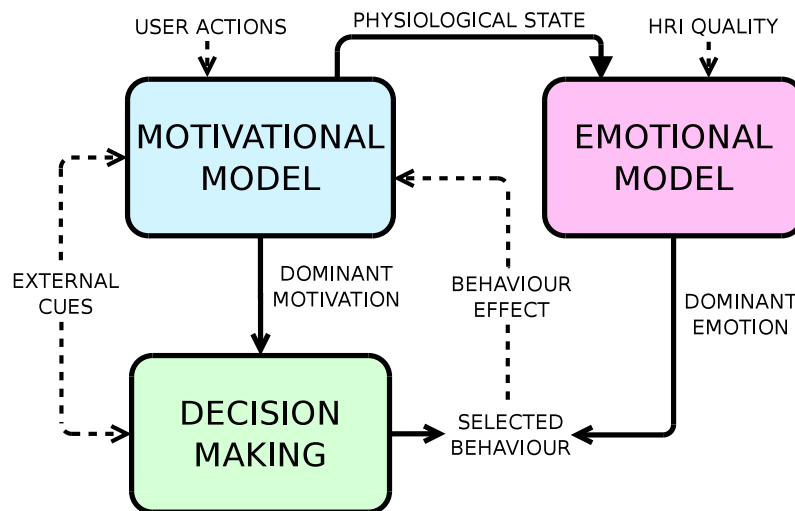 PHYSIOLOGICAL STATE
USER ACTIONS
HRI QUALITY
MOTIVATIONAL
MODEL
EMOTIONAL
MODEL
EXTERNAL
CUES
DOMINANT
MOTIVATION
BEHAVIOUR
EFFECT
DOMINANT
EMOTION
DECISION
MAKING
SELECTED
BEHAVIOUR